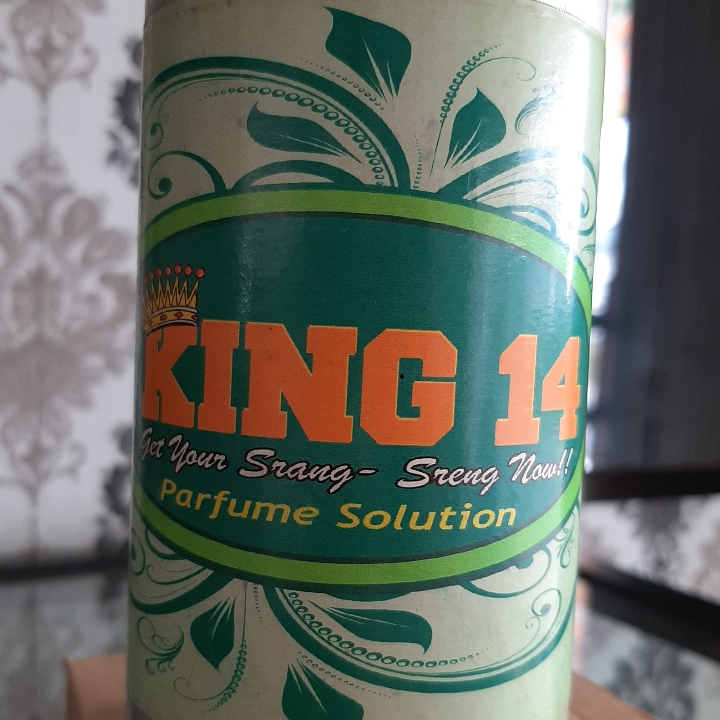 KING 14
Get Your Srang- Sreng Now!!
Parfume Solution